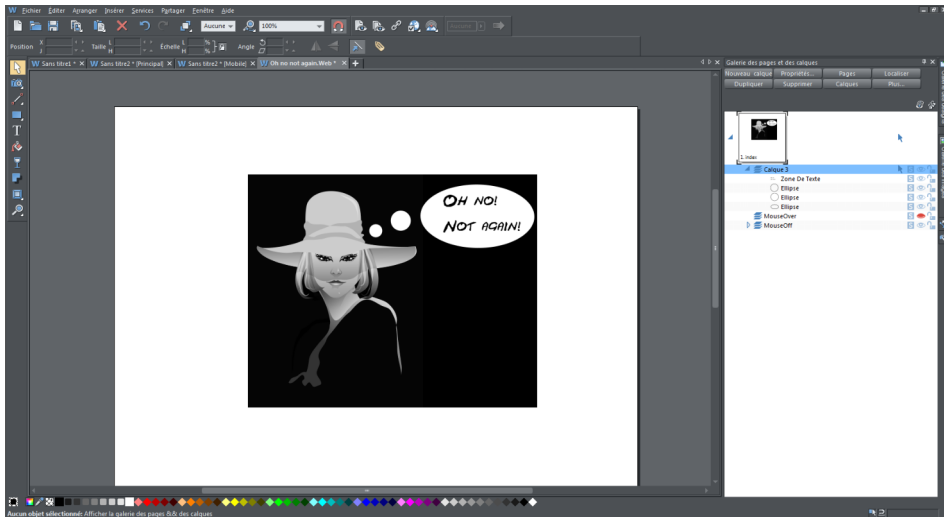 Fichier Éditer Arranger Insérer Services Partager Fenêtre Aide
Aucune 100% Aucune
Position X Y Taille L H Échelle L H % % Angle
Sans titre1 * Sans titre2 * [Principal] Sans titre2 * [Mobile] Oh no not again.Web *
OH NO!
NOT AGAIN!
Galerie des pages et des calques
Nouveau calque Propriétés... Pages Localiser
Dupliquer Supprimer Calques Plus...
1. index
Calque 3
Zone De Texte
Ellipse
Ellipse
Ellipse
MouseOver
MouseOff
Aucun objet sélectionné: Afficher la galerie des pages && des calques